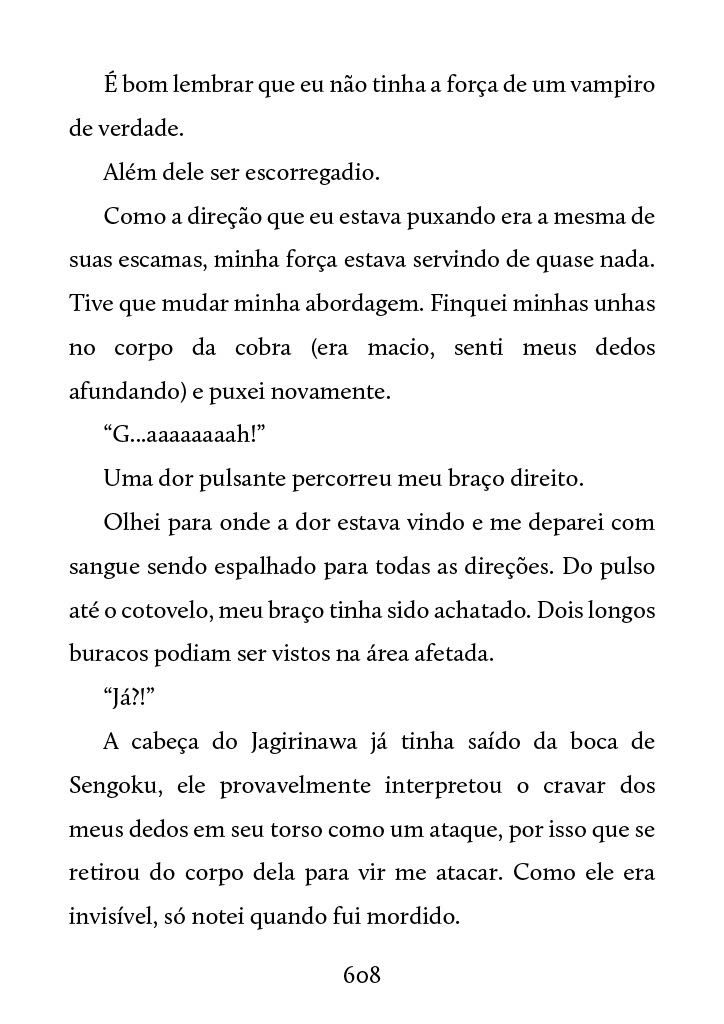 É bom lembrar que eu não tinha a força de um vampiro
de verdade.
Além dele ser escorregadio.
Como a direção que eu estava puxando era a mesma de
suas escamas, minha força estava servindo de quase nada.
Tive que mudar minha abordagem. Finquei minhas unhas
no corpo da cobra (era macio, senti meus dedos
afundando) e puxei novamente.
“G...aaaaaaaah!”
Uma dor pulsante percorreu meu braço direito.
Olhei para onde a dor estava vindo e me deparei com
sangue sendo espalhado para todas as direções. Do pulso
até o cotovelo, meu braço tinha sido achatado. Dois longos
buracos podiam ser vistos na área afetada.
“Já?!”
A cabeça do Jagirinawa já tinha saído da boca de
Sengoku, ele provavelmente interpretou o cravar dos
meus dedos em seu torso como um ataque, por isso que se
retirou do corpo dela para vir me atacar. Como ele era
invisível, só notei quando fui mordido.
608